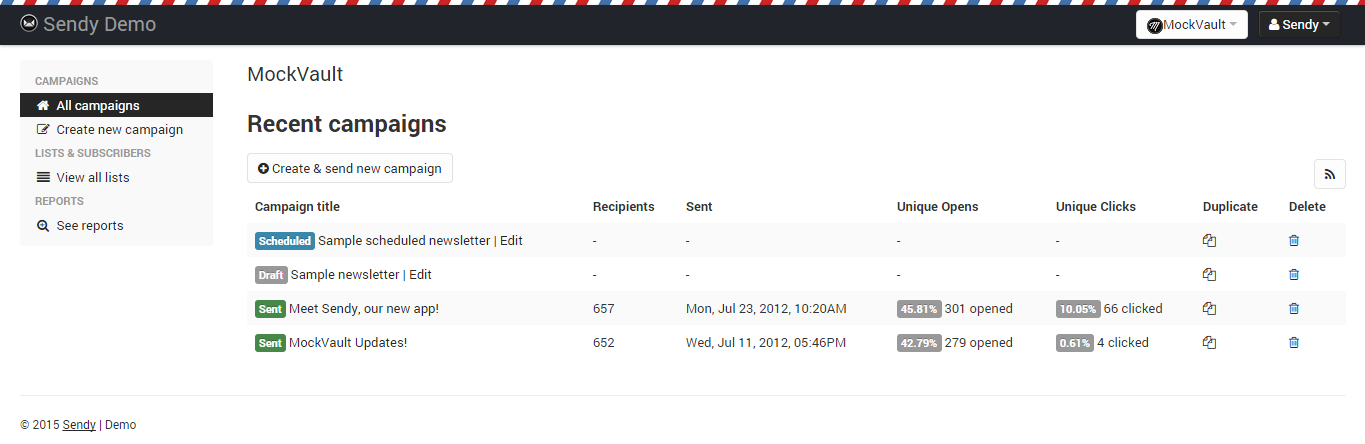 Sendy Demo
MockVault
Sendy
CAMPAIGNS
All campaigns
Create new campaign
LISTS & SUBSCRIBERS
View all lists
REPORTS
See reports
MockVault
Recent campaigns
Create & send new campaign
Campaign title Recipients Sent Unique Opens Unique Clicks Duplicate Delete
Scheduled Sample scheduled newsletter | Edit - - - -
Draft Sample newsletter | Edit - - - -
Sent Meet Sendy, our new app! 657 Mon, Jul 23, 2012, 10:20AM 45.81% 301 opened 10.05% 66 clicked
Sent MockVault Updates! 652 Wed, Jul 11, 2012, 05:46PM 42.79% 279 opened 0.61% 4 clicked
© 2015 Sendy | Demo